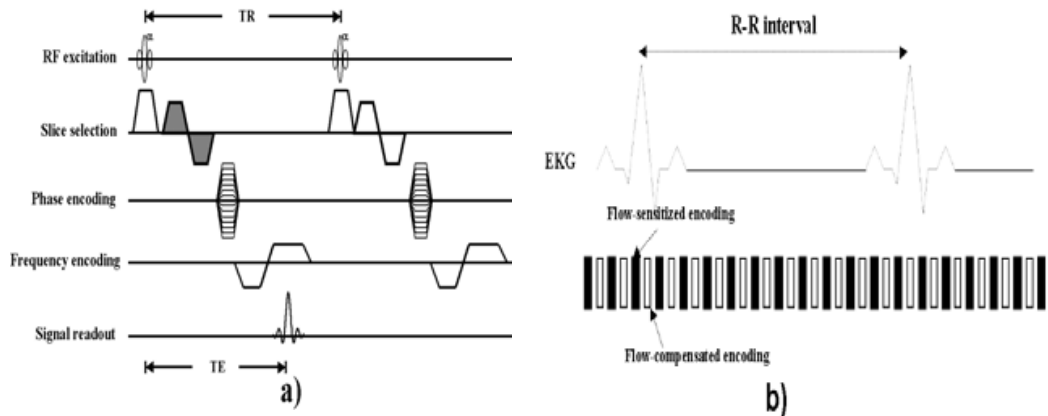 TR
α
α
RF excitation
Slice selection
Phase encoding
Frequency encoding
Signal readout
TE
a)
R-R interval
EKG
Flow-sensitized encoding
Flow-compensated encoding
b)